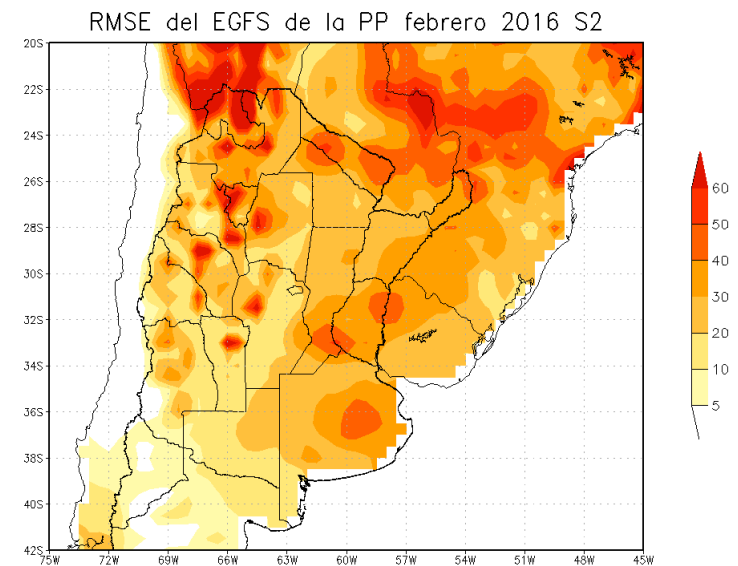 RMSE del EGFS de la PP febrero 2016 S2
20S
22S
24S
26S
28S
30S
32S
34S
36S
38S
40S
42S
75W 72W 69W 66W 63W 60W 57W 54W 51W 48W 45W
60
50
40
30
20
10
5